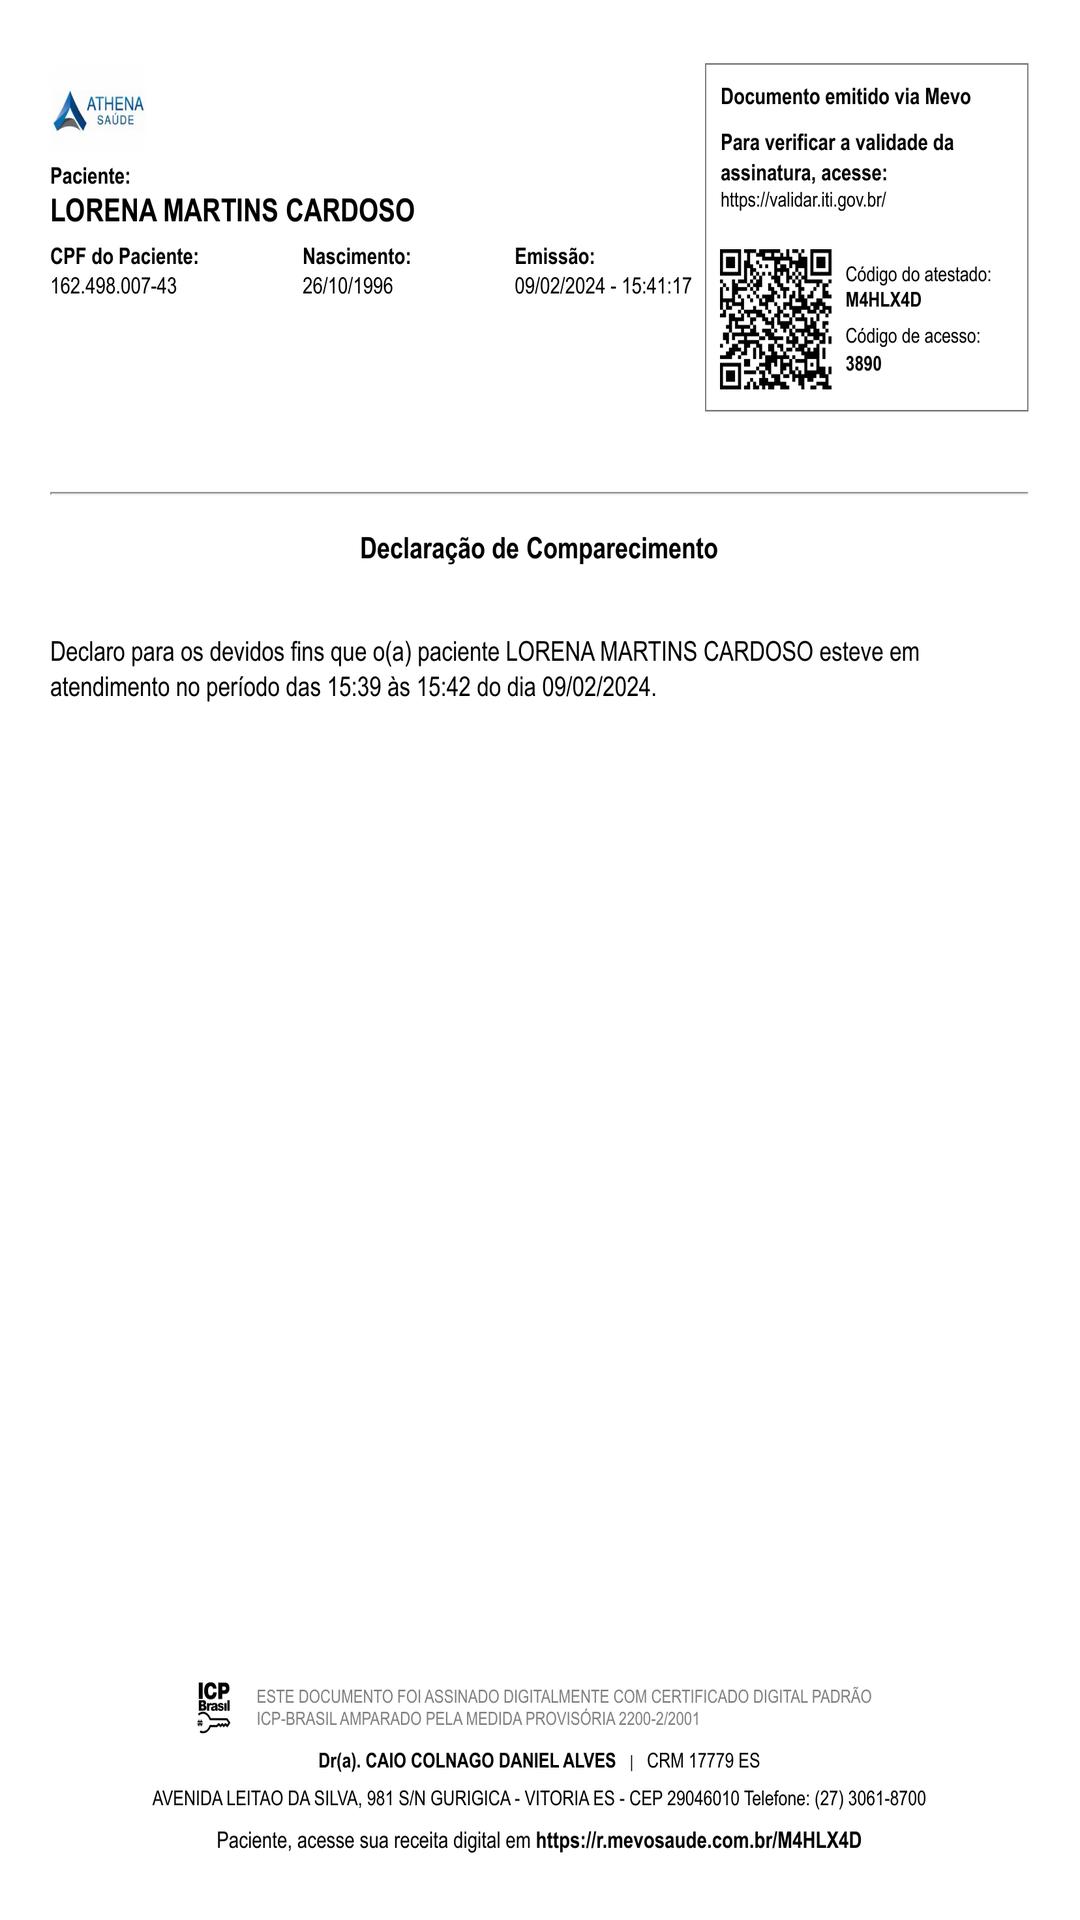 ATHENA
SAÚDE
Paciente:
LORENA MARTINS CARDOSO
CPF do Paciente:
162.498.007-43
Nascimento:
26/10/1996
Emissão:
09/02/2024 - 15:41:17
Documento emitido via Mevo
Para verificar a validade da
assinatura, acesse:
https://validar.iti.gov.br/
Código do atestado:
M4HLX4D
Código de acesso:
3890
Declaração de Comparecimento
Declaro para os devidos fins que o(a) paciente LORENA MARTINS CARDOSO esteve em
atendimento no período das 15:39 às 15:42 do dia 09/02/2024.
ICP
Brasil
ESTE DOCUMENTO FOI ASSINADO DIGITALMENTE COM CERTIFICADO DIGITAL PADRÃO
ICP-BRASIL AMPARADO PELA MEDIDA PROVISÓRIA 2200-2/2001
Dr(a). CAIO COLNAGO DANIEL ALVES | CRM 17779 ES
AVENIDA LEITAO DA SILVA, 981 S/N GURIGICA - VITORIA ES - CEP 29046010 Telefone: (27) 3061-8700
Paciente, acesse sua receita digital em https://r.mevosaude.com.br/M4HLX4D